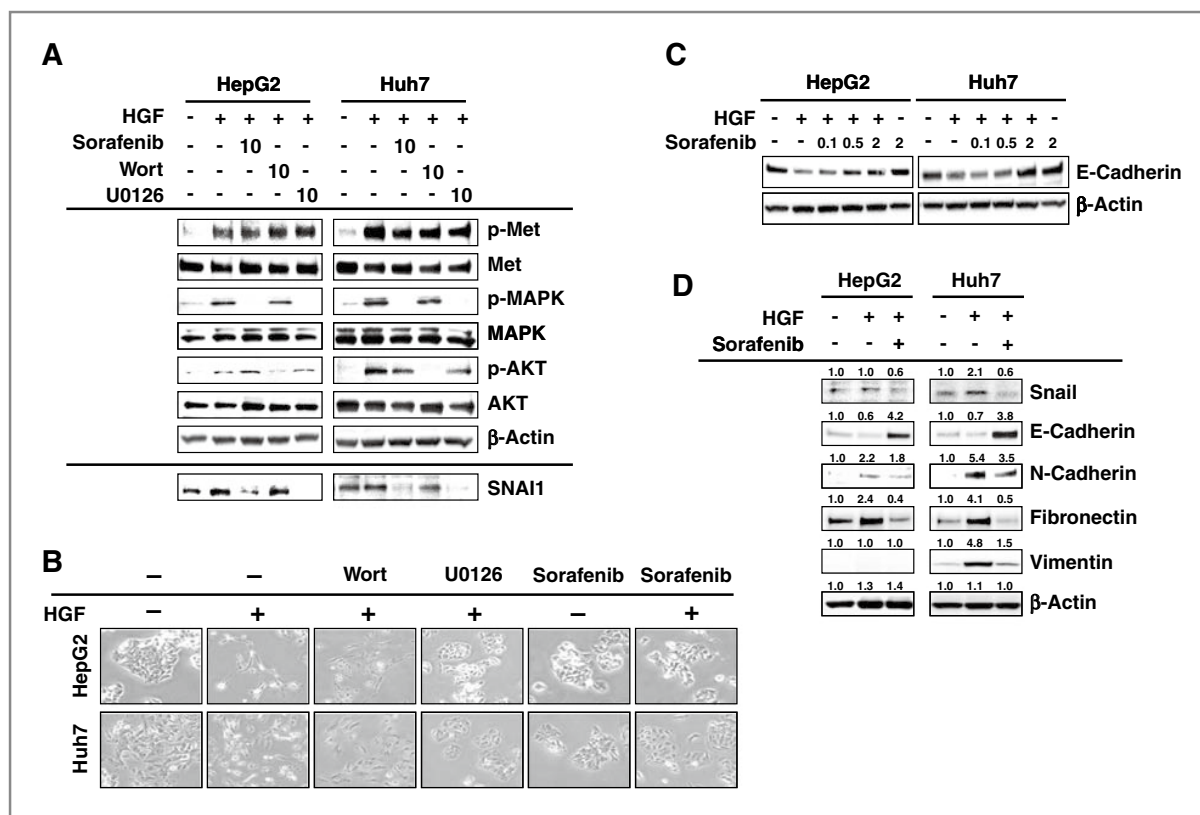 A
HepG2 Huh7
HGF - + + + + - + + + +
Sorafenib - - 10 - - - - 10 - -
Wort - - - 10 - - - - 10 -
U0126 - - - - 10 - - - - 10
p-Met
Met
p-MAPK
MAPK
p-AKT
AKT
β-Actin
SNAI1
B
– – Wort U0126 Sorafenib Sorafenib
HGF – + + + – +
HepG2
Huh7
C
HepG2 Huh7
HGF - + + + + - - + + + + -
Sorafenib - - 0.1 0.5 2 2 - - 0.1 0.5 2 2
E-Cadherin
β-Actin
D
HepG2 Huh7
HGF - + + - + +
Sorafenib - - + - - +
1.0 1.0 0.6 1.0 2.1 0.6
Snail
1.0 0.6 4.2 1.0 0.7 3.8
E-Cadherin
1.0 2.2 1.8 1.0 5.4 3.5
N-Cadherin
1.0 2.4 0.4 1.0 4.1 0.5
Fibronectin
1.0 1.0 1.0 1.0 4.8 1.5
Vimentin
1.0 1.3 1.4 1.0 1.1 1.0
β-Actin